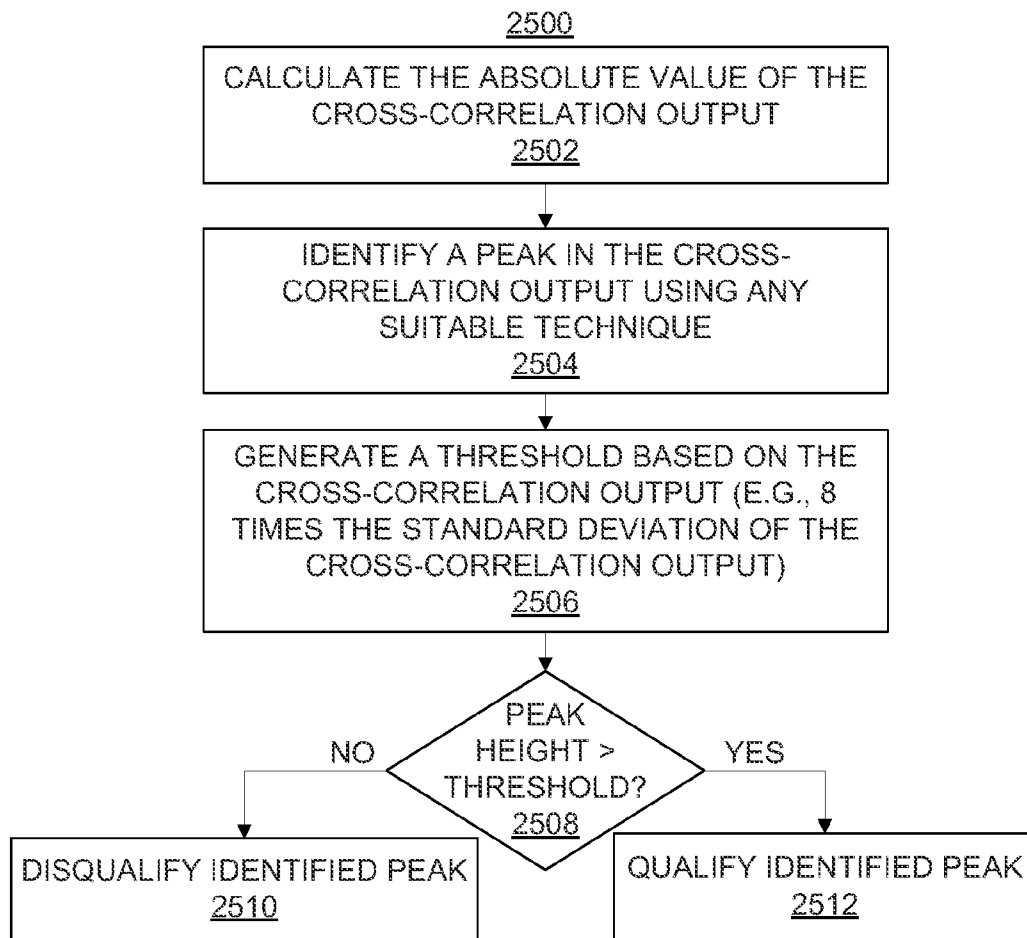 2500
CALCULATE THE ABSOLUTE VALUE OF THE
CROSS-CORRELATION OUTPUT
2502
IDENTIFY A PEAK IN THE CROSS-
CORRELATION OUTPUT USING ANY
SUITABLE TECHNIQUE
2504
GENERATE A THRESHOLD BASED ON THE
CROSS-CORRELATION OUTPUT (E.G., 8
TIMES THE STANDARD DEVIATION OF THE
CROSS-CORRELATION OUTPUT)
2506
PEAK
HEIGHT >
THRESHOLD?
2508
NO
YES
DISQUALIFY IDENTIFIED PEAK
2510
QUALIFY IDENTIFIED PEAK
2512